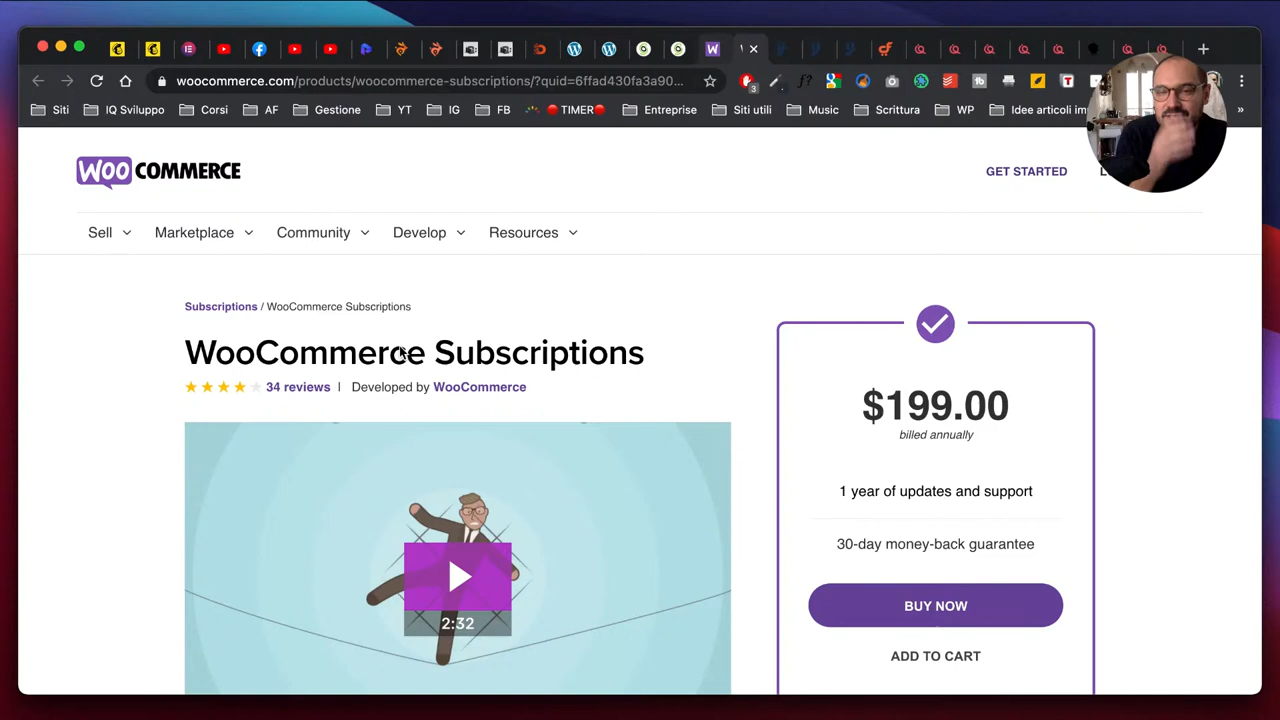 woocommerce.com/products/woocommerce-subscriptions/?quid=6ffad430fa3a90...
3
Siti
IQ Sviluppo
Corsi
AF
Gestione
YT
IG
FB
TIMER
Entreprise
Siti utili
Music
Scrittura
WP
Idee articoli im
»
WOO COMMERCE
GET STARTED
Sell
Marketplace
Community
Develop
Resources
Subscriptions / WooCommerce Subscriptions
WooCommerce Subscriptions
34 reviews | Developed by WooCommerce
2:32
$199.00
billed annually
1 year of updates and support
30-day money-back guarantee
BUY NOW
ADD TO CART